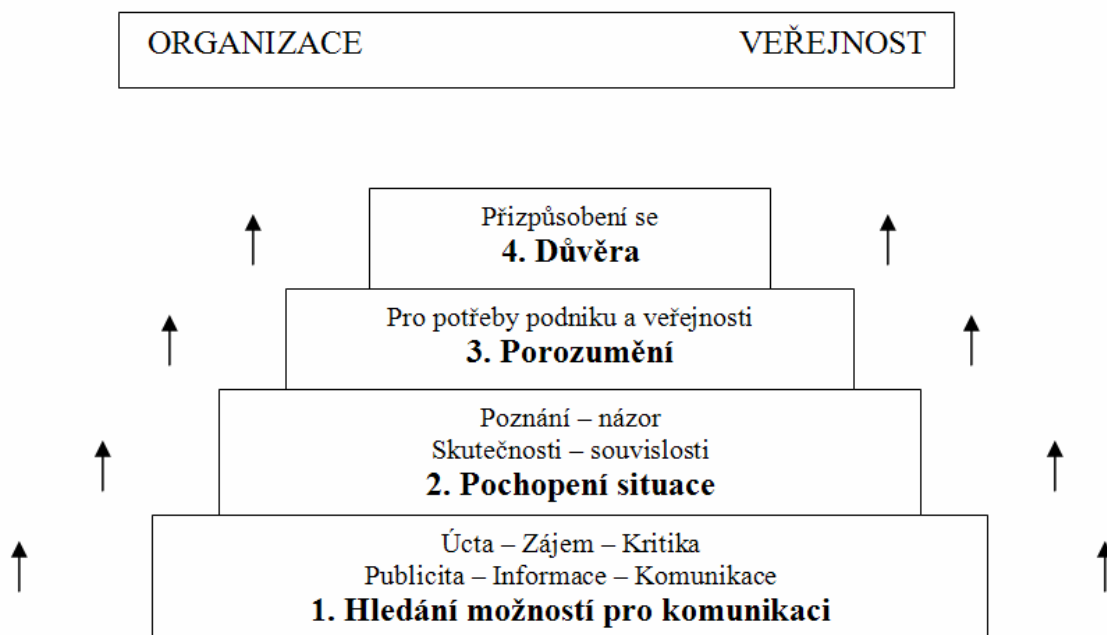 ORGANIZACE VEŘEJNOST
Přizpůsobení se
4. Důvěra
Pro potřeby podniku a veřejnosti
3. Porozumění
Poznání – názor
Skutečnosti – souvislosti
2. Pochopení situace
Úcta – Zájem – Kritika
Publicita – Informace – Komunikace
1. Hledání možností pro komunikaci